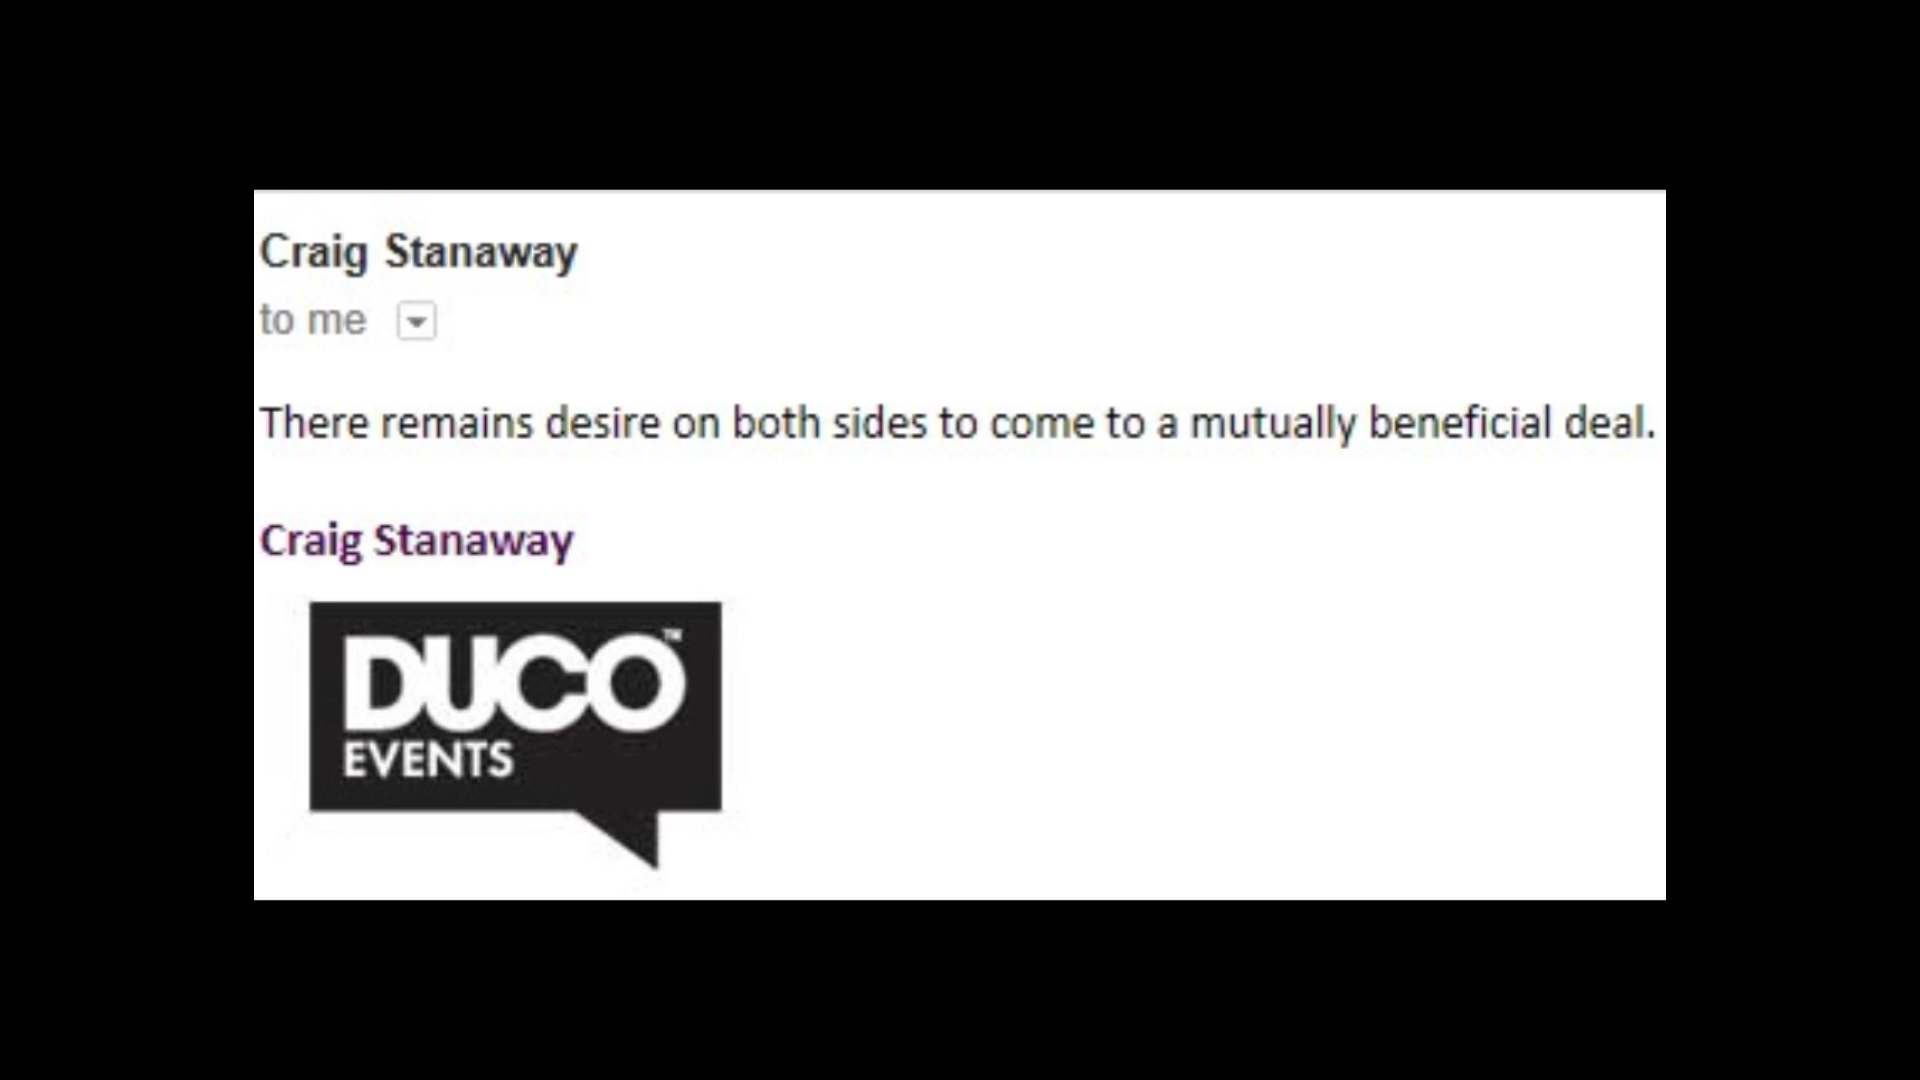 Craig Stanaway
to me
There remains desire on both sides to come to a mutually beneficial deal.
Craig Stanaway
DUCO™
EVENTS